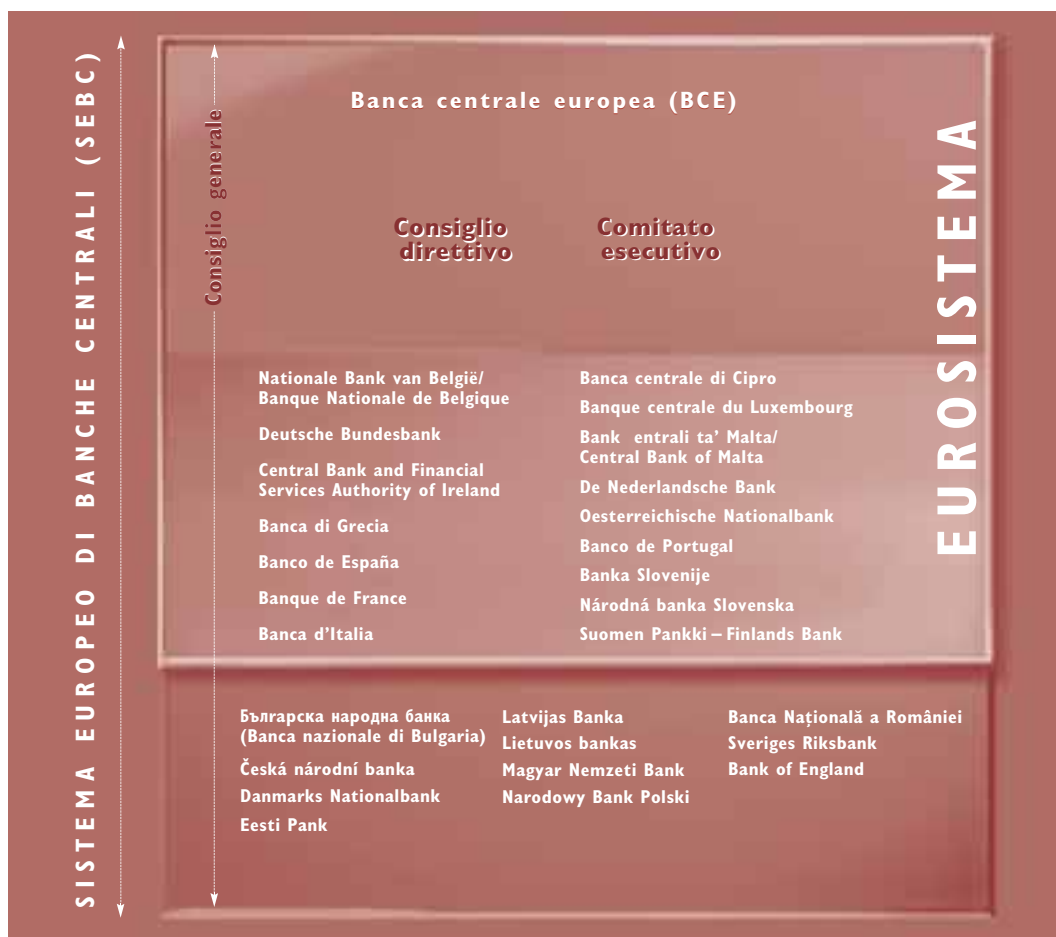 SISTEMA EUROPEO DI BANCHE CENTRALI (SEBC)
Consiglio generale
Banca centrale europea (BCE)
Consiglio
direttivo
Comitato
esecutivo
EUROSISTEMA
Nationale Bank van België/
Banque Nationale de Belgique
Deutsche Bundesbank
Central Bank and Financial
Services Authority of Ireland
Banca di Grecia
Banco de España
Banque de France
Banca d'Italia
Banca centrale di Cipro
Banque centrale du Luxembourg
Bank entrali ta' Malta/
Central Bank of Malta
De Nederlandsche Bank
Oesterreichische Nationalbank
Banco de Portugal
Banka Slovenije
Národná banka Slovenska
Suomen Pankki – Finlands Bank
Българска народна банка
(Banca nazionale di Bulgaria)
Česká národní banka
Danmarks Nationalbank
Eesti Pank
Latvijas Banka
Lietuvos bankas
Magyar Nemzeti Bank
Narodowy Bank Polski
Banca Naţională a României
Sveriges Riksbank
Bank of England